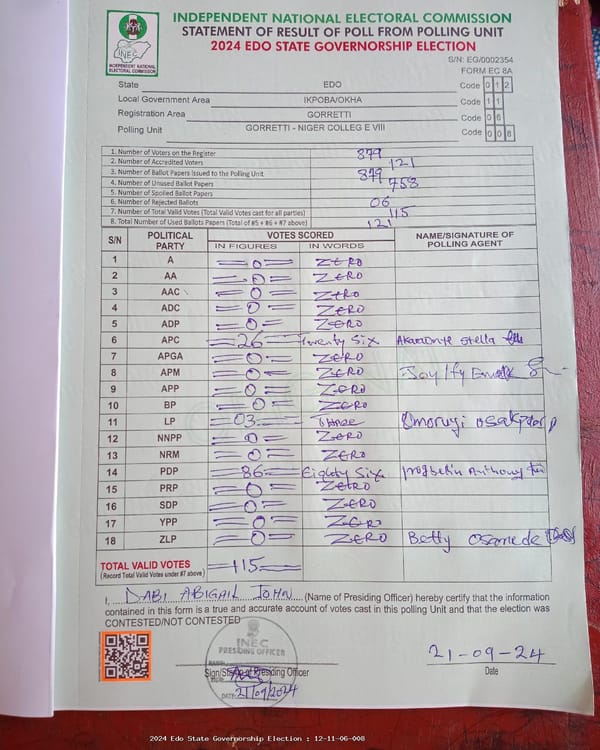 INDEPENDENT NATIONAL ELECTORAL COMMISSION
STATEMENT OF RESULT OF POLL FROM POLLING UNIT
2024 EDO STATE GOVERNORSHIP ELECTION
INEC
INDEPENDENT NATIONAL ELECTORAL COMMISSION
S/N: EG/0002354
FORM EC 8A
State EDO Code 0 1 2
Local Government Area IKPOBA/OKHA Code 1 1
Registration Area GORRETTI Code 0 6
Polling Unit GORRETTI - NIGER COLLEG E VIII Code 0 0 8
1. Number of Voters on the Register 879
2. Number of Accredited Voters 121
3. Number of Ballot Papers Issued to the Polling Unit 879
4. Number of Unused Ballot Papers 758
5. Number of Spoiled Ballot Papers
6. Number of Rejected Ballots 06
7. Number of Total Valid Votes (Total Valid Votes cast for all parties) 115
8. Total Number of Used Ballots Papers (Total of #5 + #6 + #7 above) 121
S/N POLITICAL PARTY VOTES SCORED NAME/SIGNATURE OF POLLING AGENT
IN FIGURES IN WORDS
1 A =0= ZERO
2 AA =0= ZERO
3 AAC =0= ZERO
4 ADC =0= ZERO
5 ADP =0= ZERO
6 APC =26= Twenty Six Stella
7 APGA =0= ZERO
8 APM =0= ZERO Joy Ify
9 APP =0= ZERO
10 BP =0= ZERO
11 LP =03= Three Omoruyi
12 NNPP =0= ZERO
13 NRM =0= ZERO
14 PDP =86= Eighty Six Anthony
15 PRP =0= ZERO
16 SDP =0= ZERO
17 YPP =0= ZERO
18 ZLP =0= ZERO Betty Osamede
TOTAL VALID VOTES =115=
(Record Total Valid Votes under #7 above)
I, DABI ABIGAIL JOHN (Name of Presiding Officer) hereby certify that the information
contained in this form is a true and accurate account of votes cast in this polling Unit and that the election was
CONTESTED/NOT CONTESTED
INEC
PRESIDING OFFICER
21-09-24
Sign/Stamp of Presiding Officer Date
DATE: 21/09/2024
2024 Edo State Governorship Election : 12-11-06-008